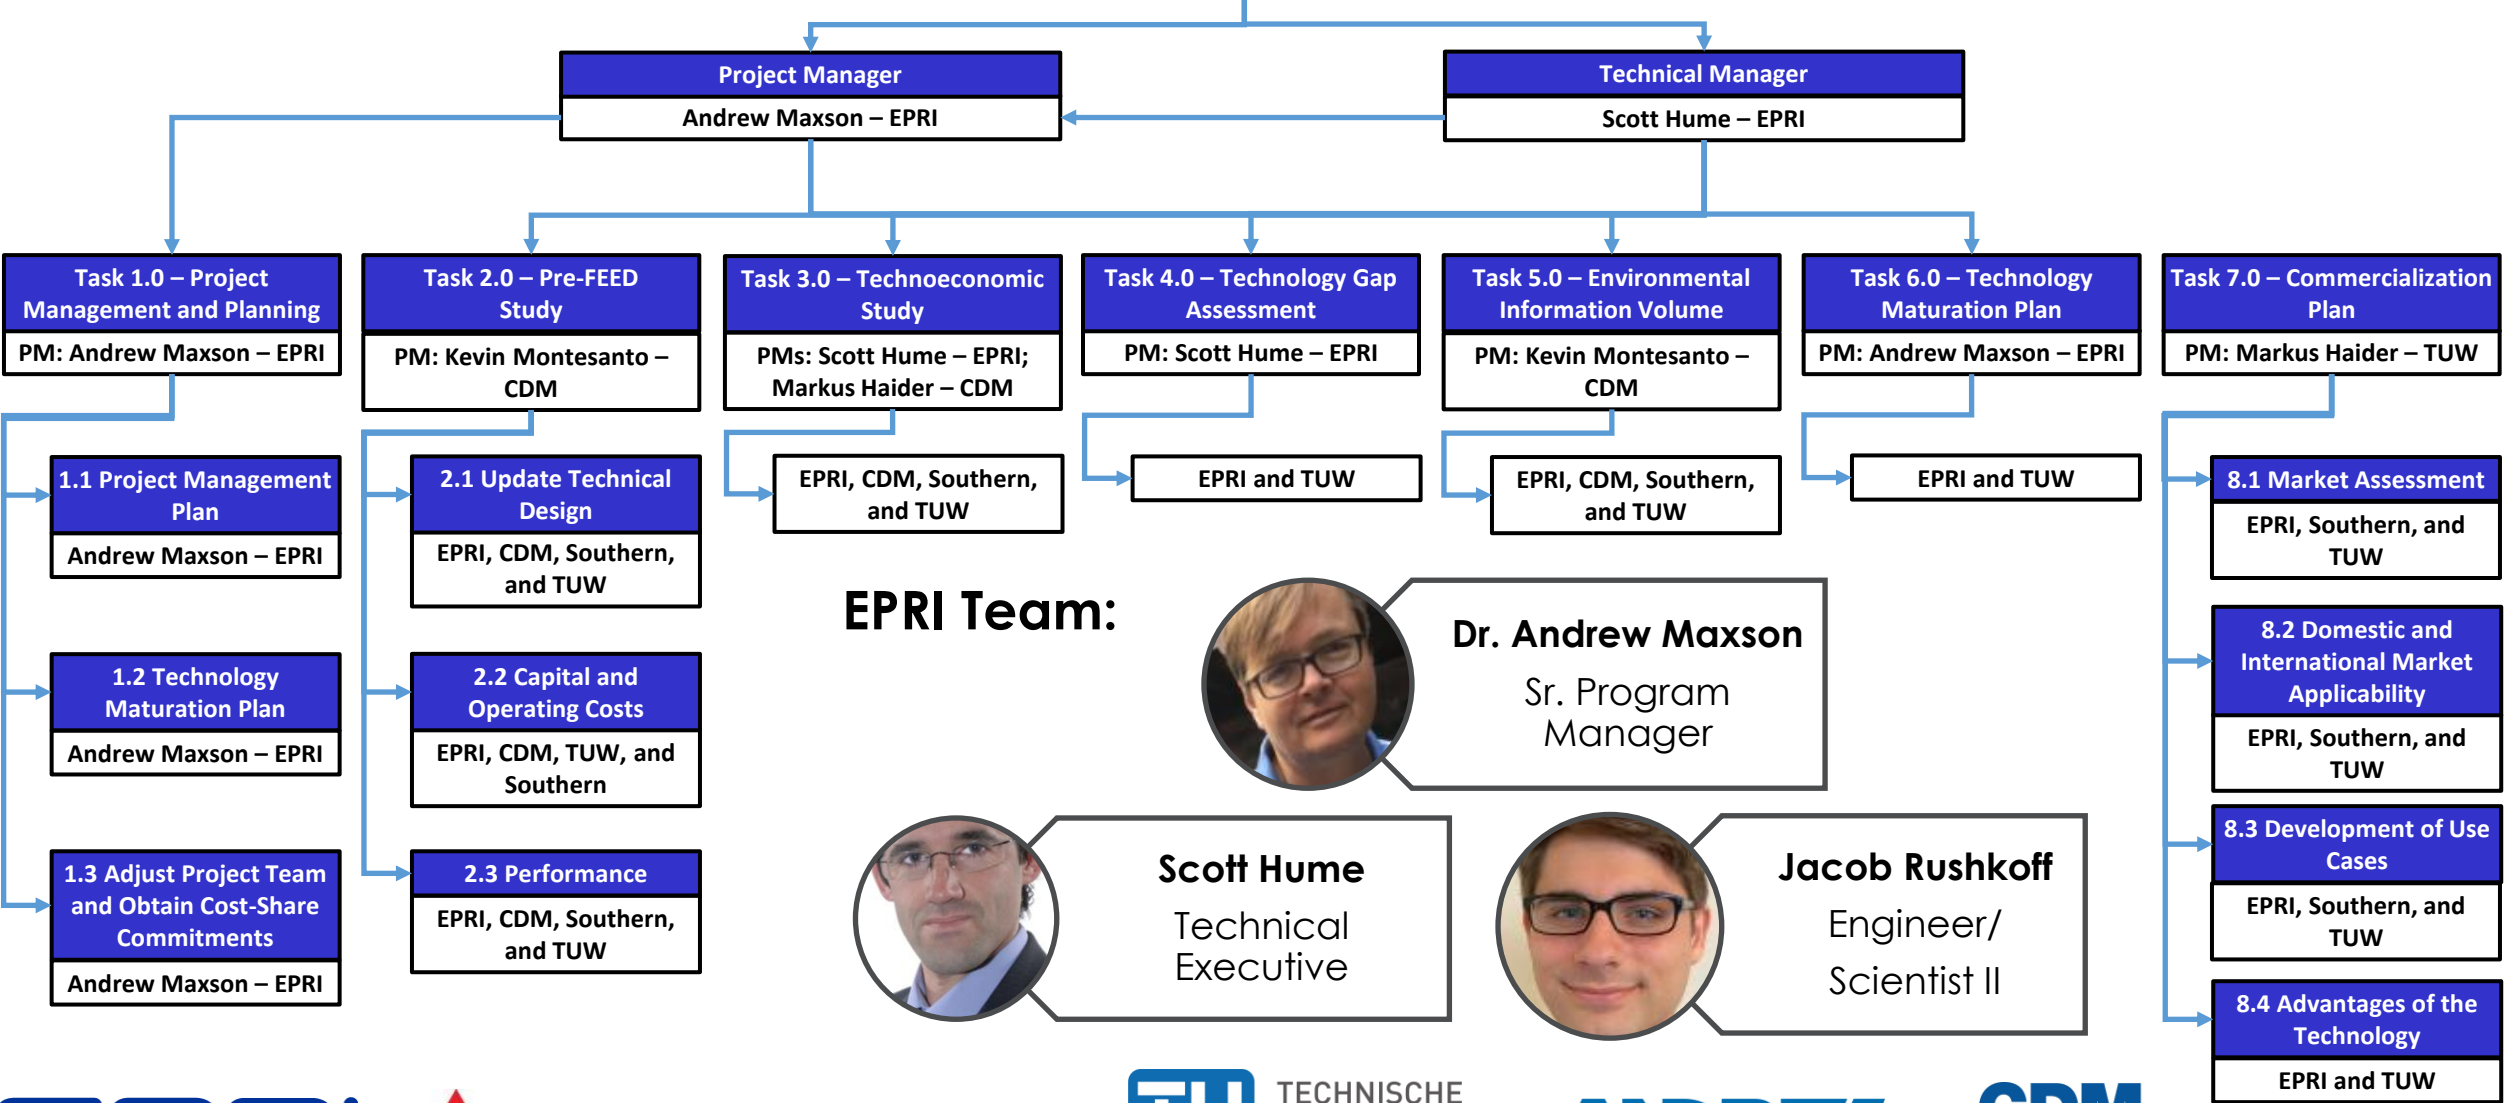 Project Manager
Andrew Maxson – EPRI
Technical Manager
Scott Hume – EPRI
Task 1.0 – Project
Management and Planning
PM: Andrew Maxson – EPRI
Task 2.0 – Pre-FEED
Study
PM: Kevin Montesanto –
CDM
Task 3.0 – Technoeconomic
Study
PMs: Scott Hume – EPRI;
Markus Haider – CDM
Task 4.0 – Technology Gap
Assessment
PM: Scott Hume – EPRI
Task 5.0 – Environmental
Information Volume
PM: Kevin Montesanto –
CDM
Task 6.0 – Technology
Maturation Plan
PM: Andrew Maxson – EPRI
Task 7.0 – Commercialization
Plan
PM: Markus Haider – TUW
1.1 Project Management
Plan
Andrew Maxson – EPRI
1.2 Technology
Maturation Plan
Andrew Maxson – EPRI
1.3 Adjust Project Team
and Obtain Cost-Share
Commitments
Andrew Maxson – EPRI
2.1 Update Technical
Design
EPRI, CDM, Southern,
and TUW
2.2 Capital and
Operating Costs
EPRI, CDM, TUW, and
Southern
2.3 Performance
EPRI, CDM, Southern,
and TUW
EPRI, CDM, Southern,
and TUW
EPRI and TUW
EPRI, CDM, Southern,
and TUW
EPRI and TUW
8.1 Market Assessment
EPRI, Southern, and
TUW
8.2 Domestic and
International Market
Applicability
EPRI, Southern, and
TUW
8.3 Development of Use
Cases
EPRI, Southern, and
TUW
8.4 Advantages of the
Technology
EPRI and TUW
EPRI Team:
Dr. Andrew Maxson
Sr. Program
Manager
Scott Hume
Technical
Executive
Jacob Rushkoff
Engineer/
Scientist II
TECHNISCHE
CDM